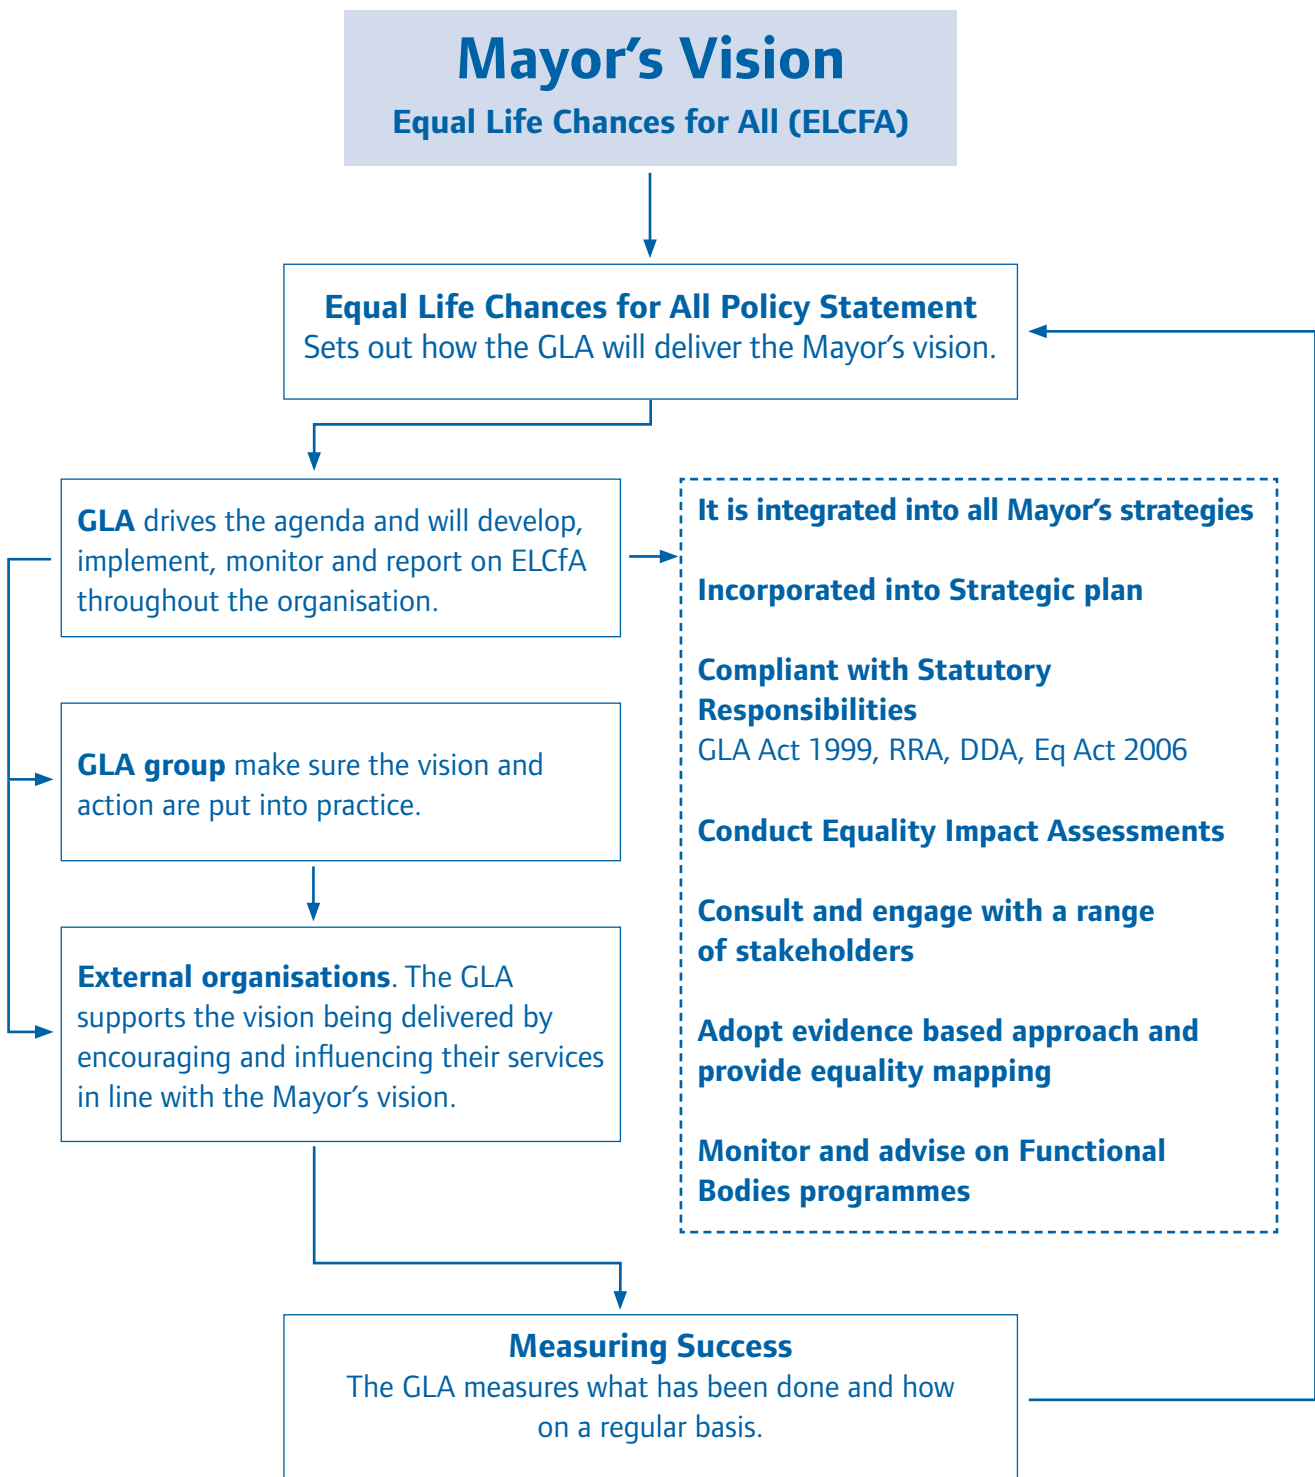 Mayor's Vision
Equal Life Chances for All (ELCFA)
Equal Life Chances for All Policy Statement
Sets out how the GLA will deliver the Mayor's vision.
GLA drives the agenda and will develop,
implement, monitor and report on ELCfA
throughout the organisation.
GLA group make sure the vision and
action are put into practice.
External organisations. The GLA
supports the vision being delivered by
encouraging and influencing their services
in line with the Mayor's vision.
It is integrated into all Mayor's strategies
Incorporated into Strategic plan
Compliant with Statutory
Responsibilities
GLA Act 1999, RRA, DDA, Eq Act 2006
Conduct Equality Impact Assessments
Consult and engage with a range
of stakeholders
Adopt evidence based approach and
provide equality mapping
Monitor and advise on Functional
Bodies programmes
Measuring Success
The GLA measures what has been done and how
on a regular basis.